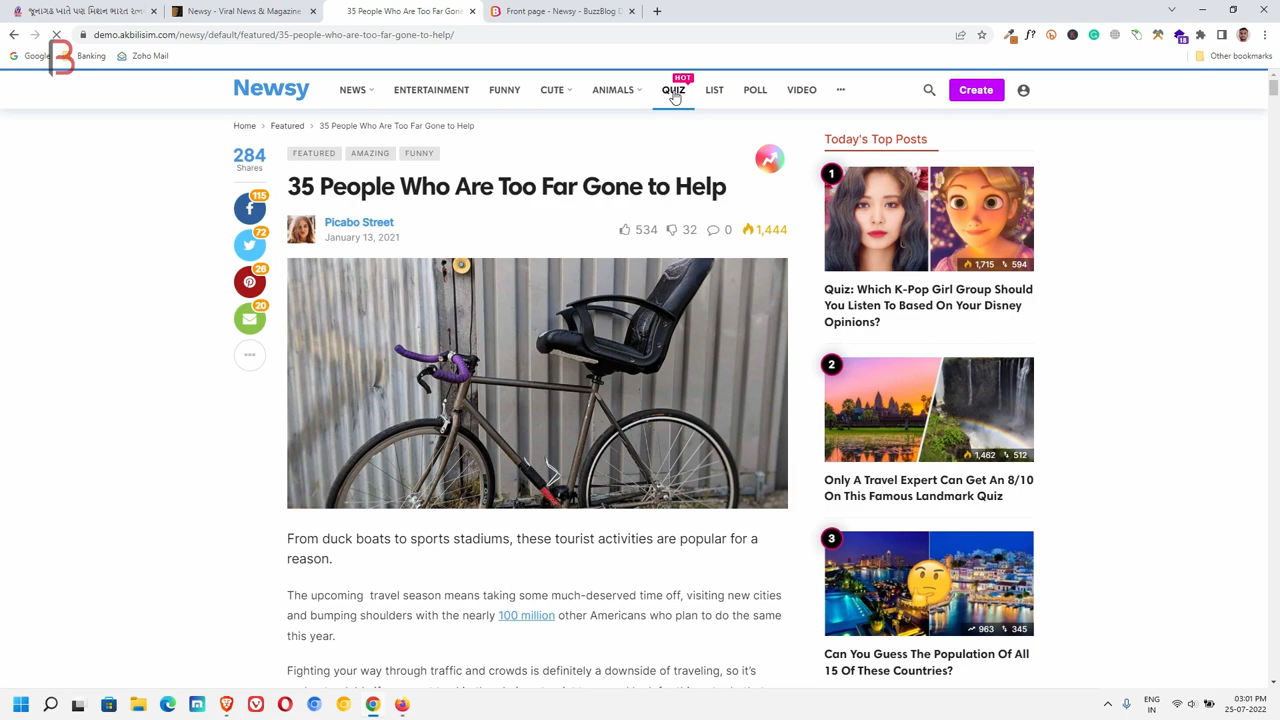 Newsy - Viral News & Magazine
35 People Who Are Too Far Gone
Front page - Newsy - BuzzBlog D
demo.akbilisim.com/newsy/default/featured/35-people-who-are-too-far-gone-to-help/
Google
Banking
Zoho Mail
Other bookmarks
Newsy
NEWS
ENTERTAINMENT
FUNNY
CUTE
ANIMALS
HOT
QUIZ
LIST
POLL
VIDEO
Create
Home > Featured > 35 People Who Are Too Far Gone to Help
284
Shares
115
72
26
20
FEATURED
AMAZING
FUNNY
35 People Who Are Too Far Gone to Help
Picabo Street
January 13, 2021
534
32
0
1,444
From duck boats to sports stadiums, these tourist activities are popular for a
reason.
The upcoming travel season means taking some much-deserved time off, visiting new cities
and bumping shoulders with the nearly 100 million other Americans who plan to do the same
this year.
Fighting your way through traffic and crowds is definitely a downside of traveling, so it's
Today's Top Posts
1
1,715
594
Quiz: Which K-Pop Girl Group Should
You Listen To Based On Your Disney
Opinions?
2
1,462
512
Only A Travel Expert Can Get An 8/10
On This Famous Landmark Quiz
3
963
345
Can You Guess The Population Of All
15 Of These Countries?
ENG
IN
03:01 PM
25-07-2022